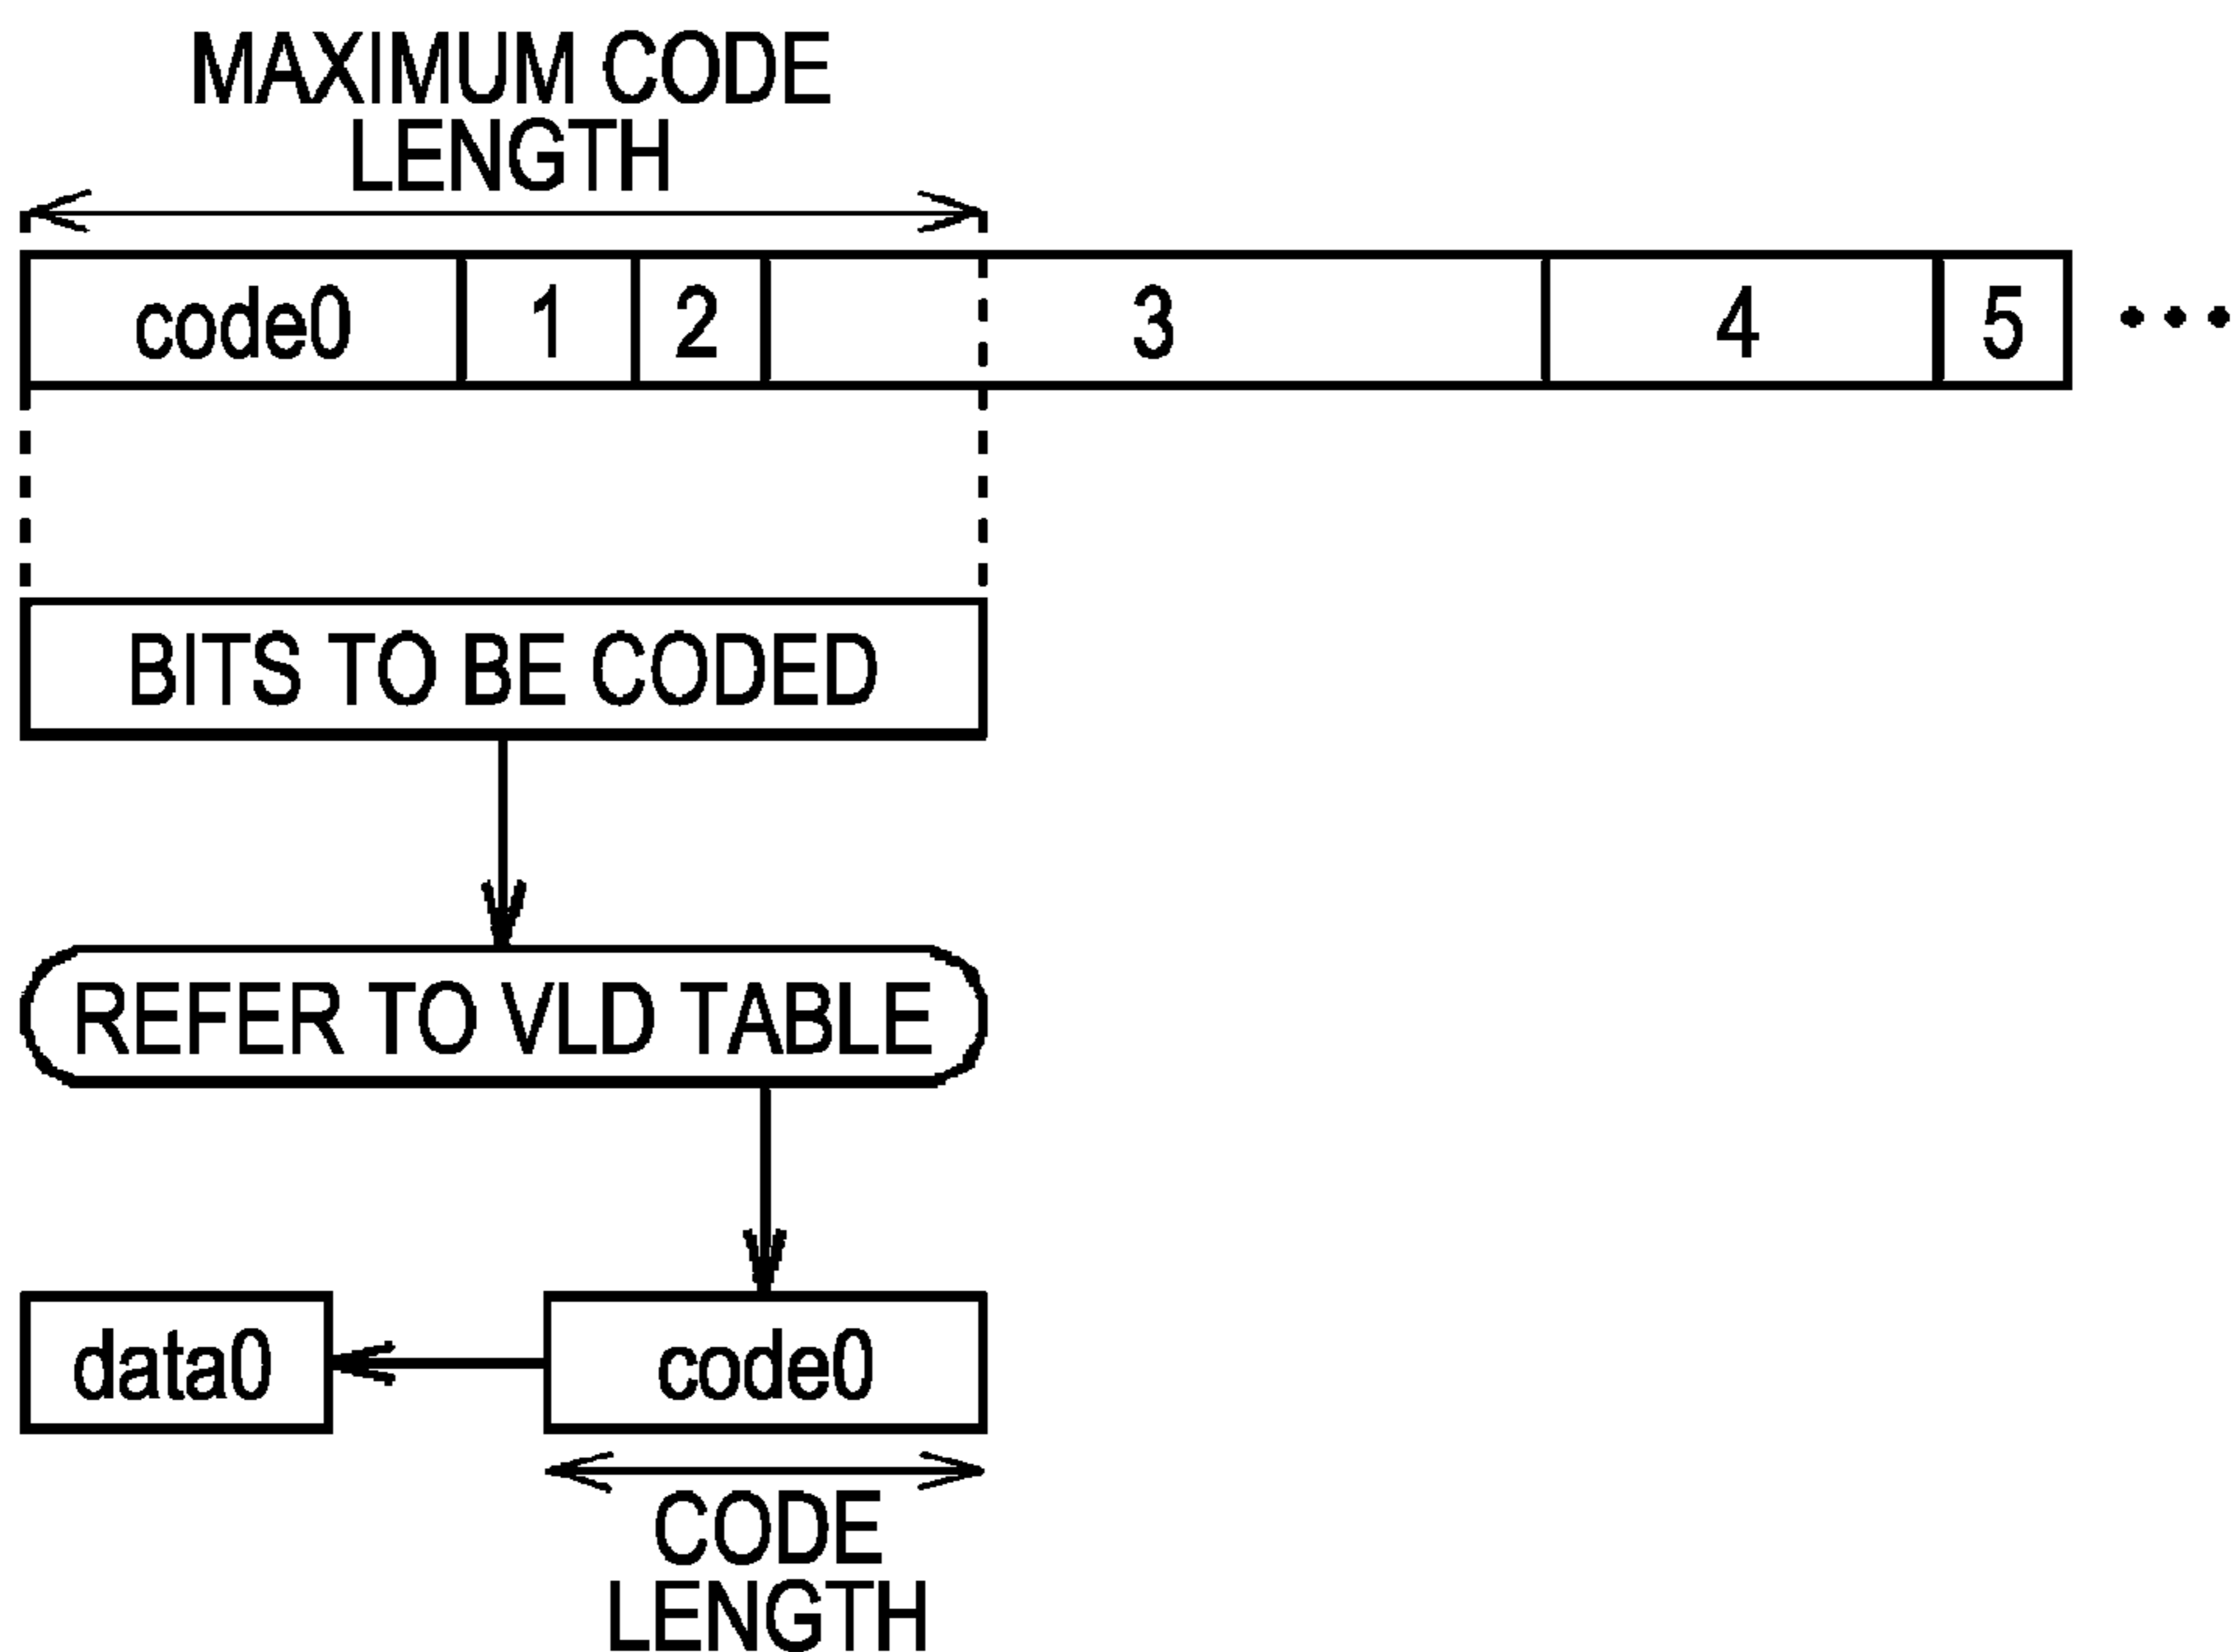 MAXIMUM CODE
LENGTH
code0 1 2 3 4 5 •••
BITS TO BE CODED
REFER TO VLD TABLE
data0 code0
CODE
LENGTH